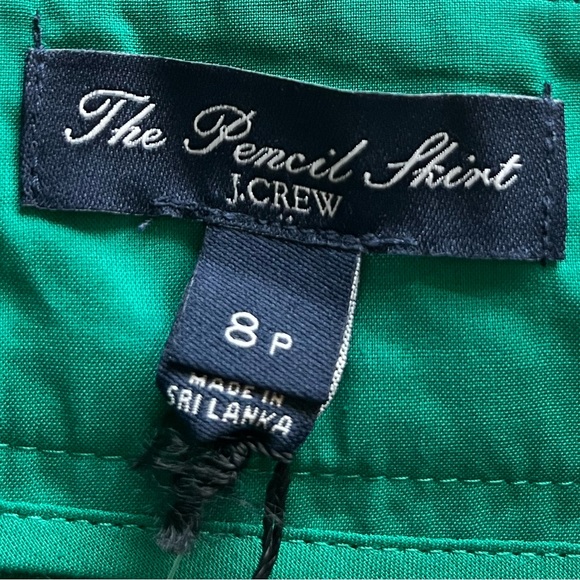 The Pencil Skirt
J.CREW
8 P
MADE IN
SRI LANKA